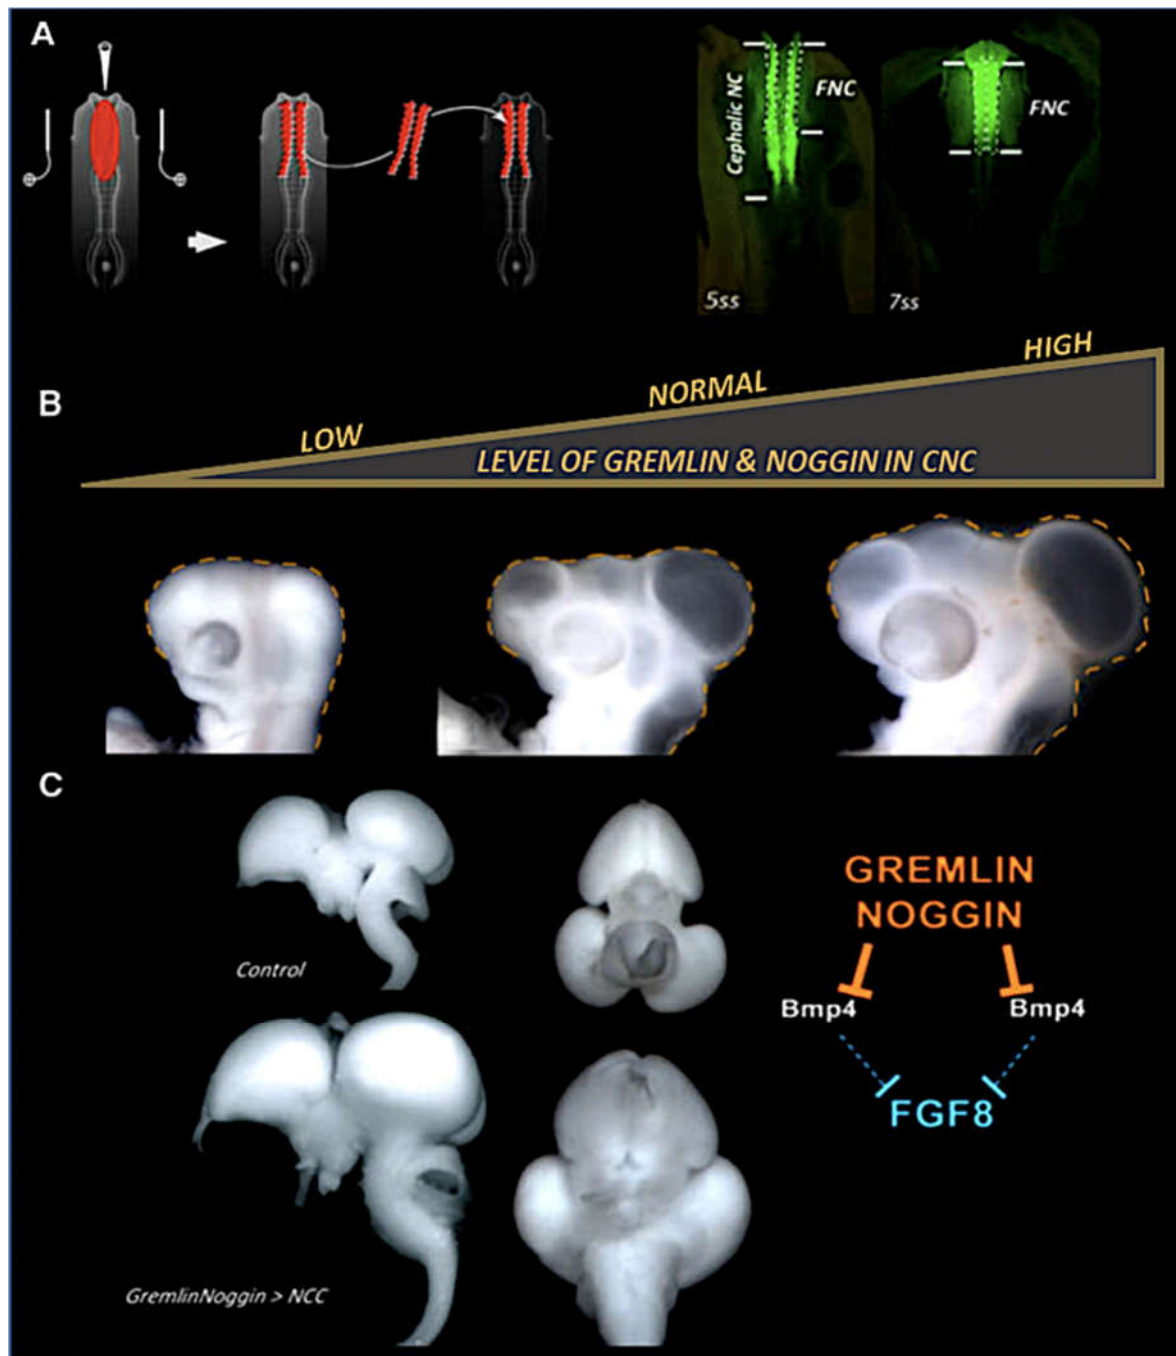 A
Cephalic NC
FNC
5ss
FNC
7ss
B
LOW
NORMAL
HIGH
LEVEL OF GREMLIN & NOGGIN IN CNC
C
Control
GremlinNoggin > NCC
GREMLIN
NOGGIN
Bmp4
Bmp4
FGF8